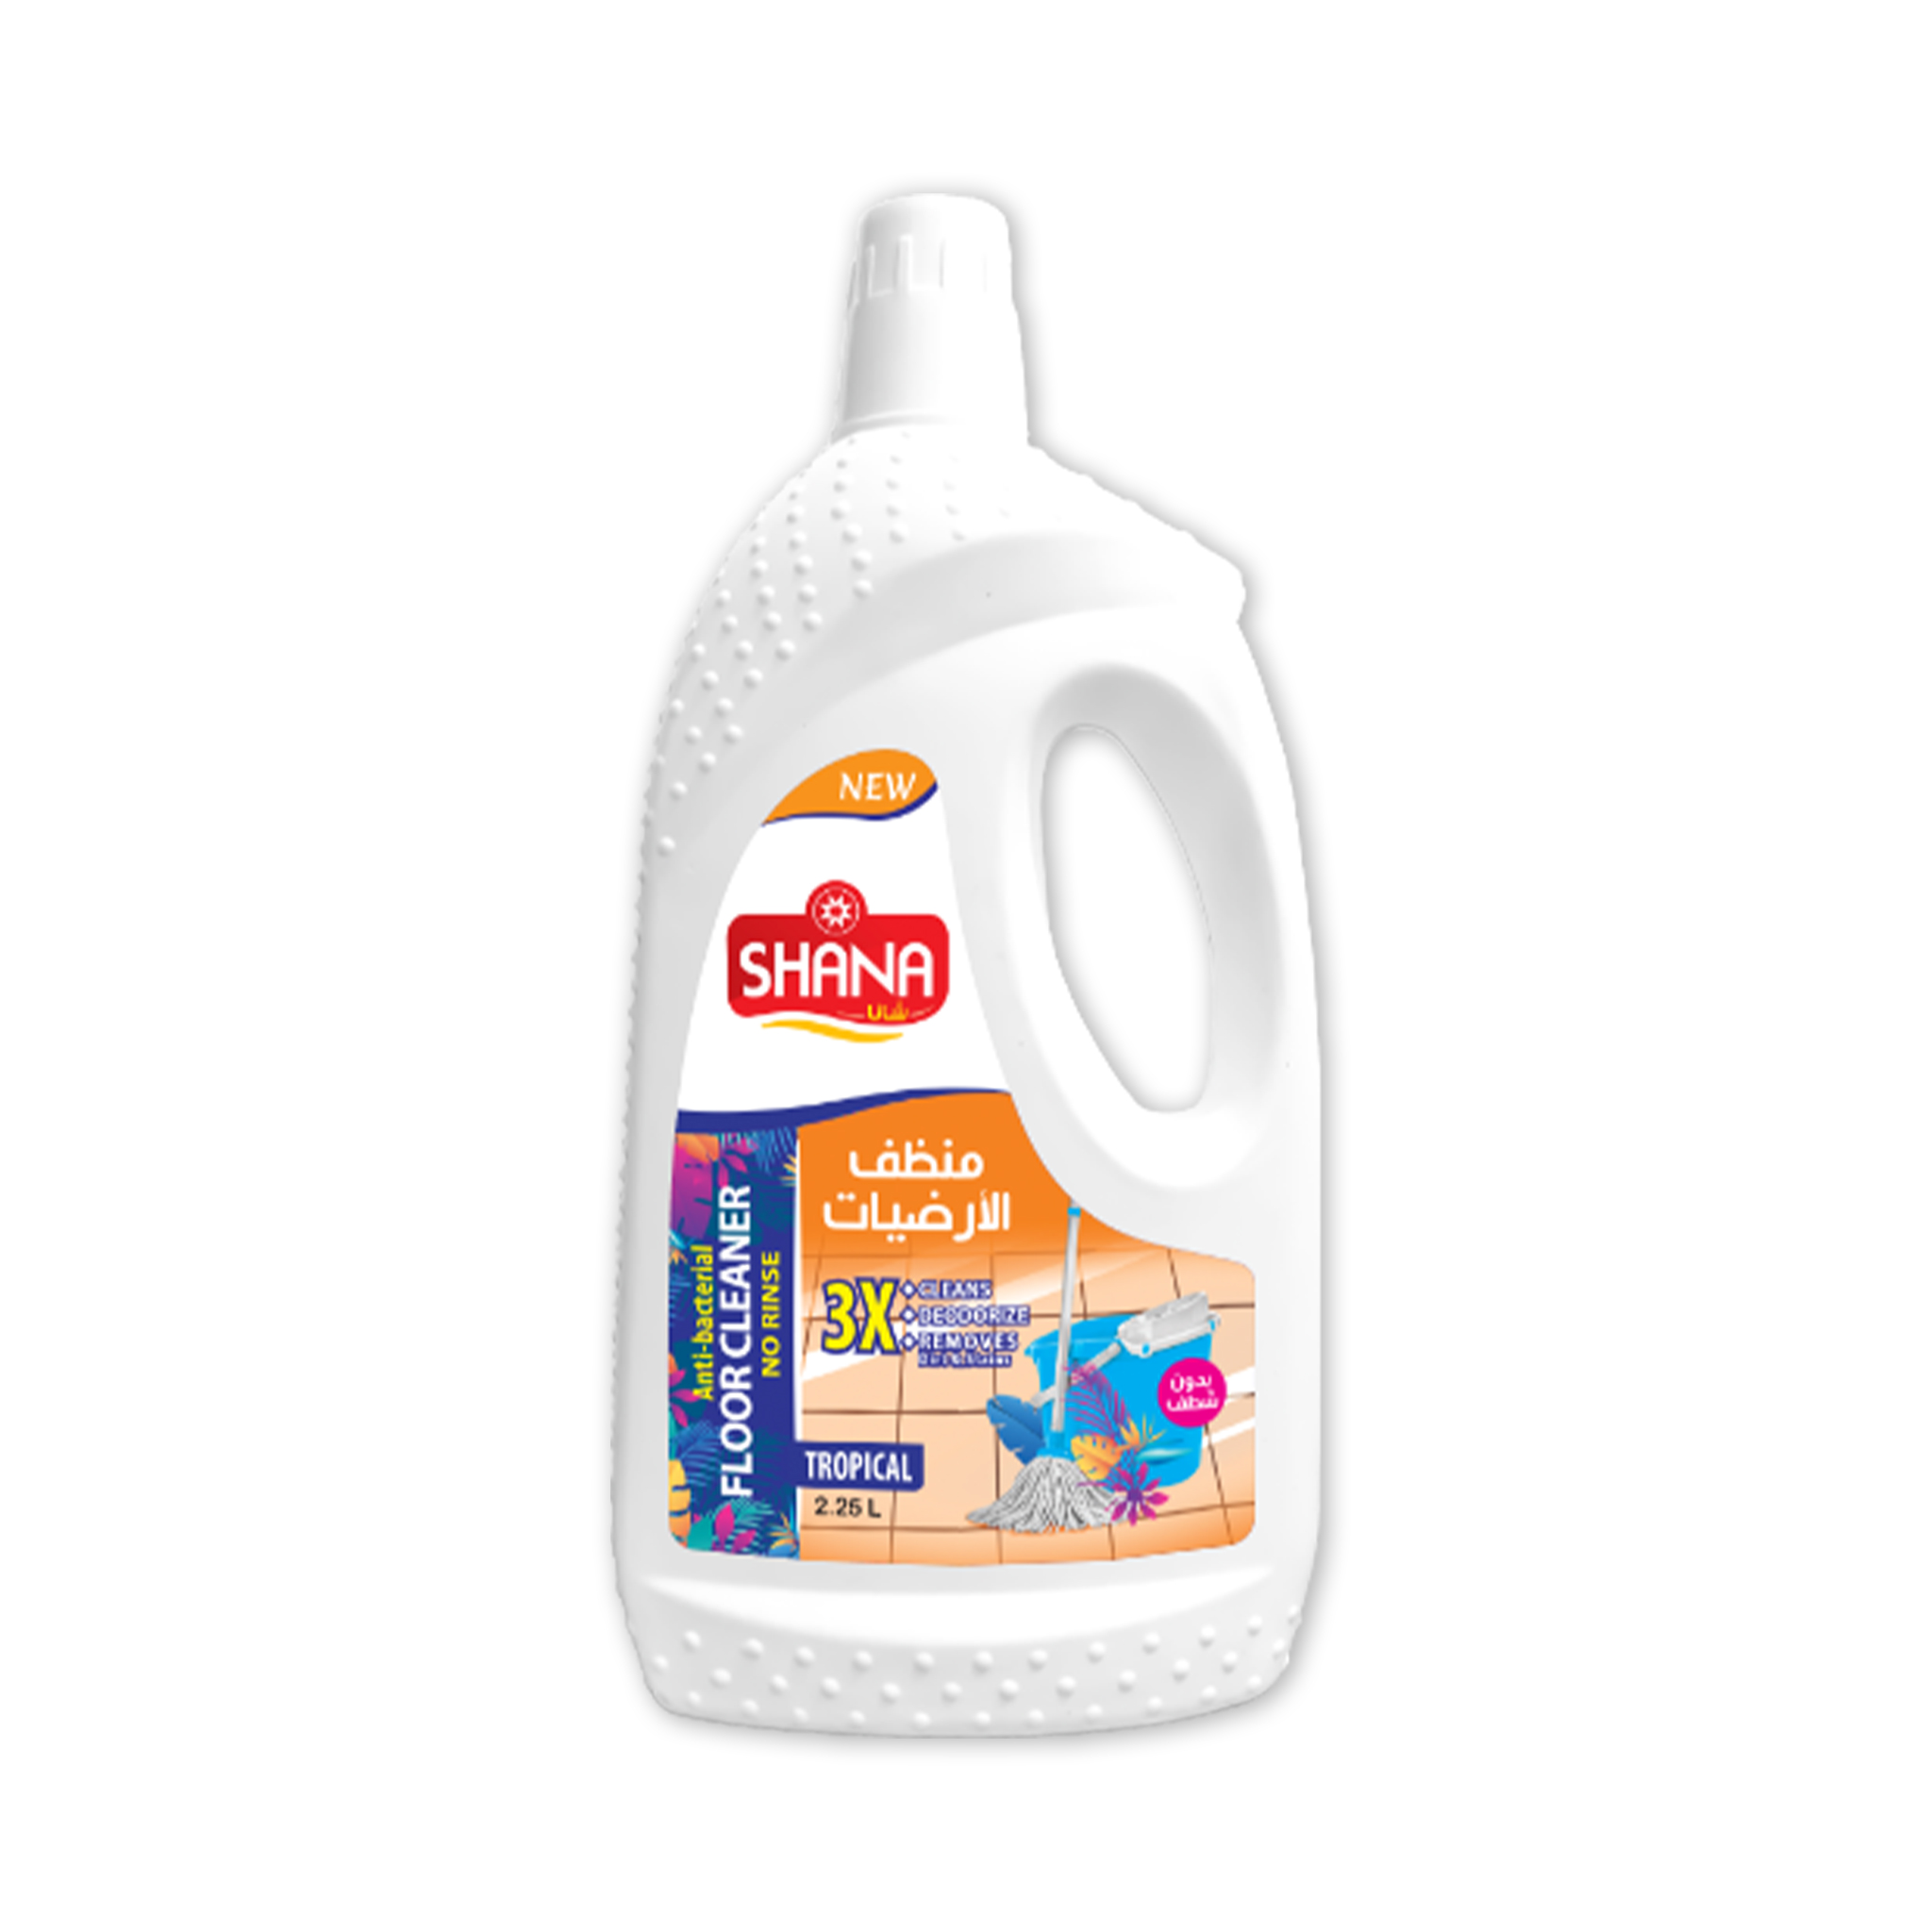 NEW
SHANA
شانا
منظف
الأرضيات
Anti-bacterial
FLOOR CLEANER
NO RINSE
3X
CLEANS
DEODORIZE
REMOVES
بدون
شطف
TROPICAL
2.25 L